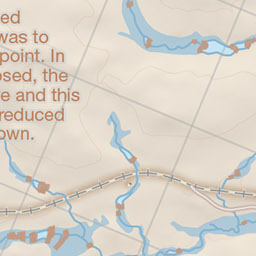 ed
was to
point. In
osed, the
e and this
reduced
own.